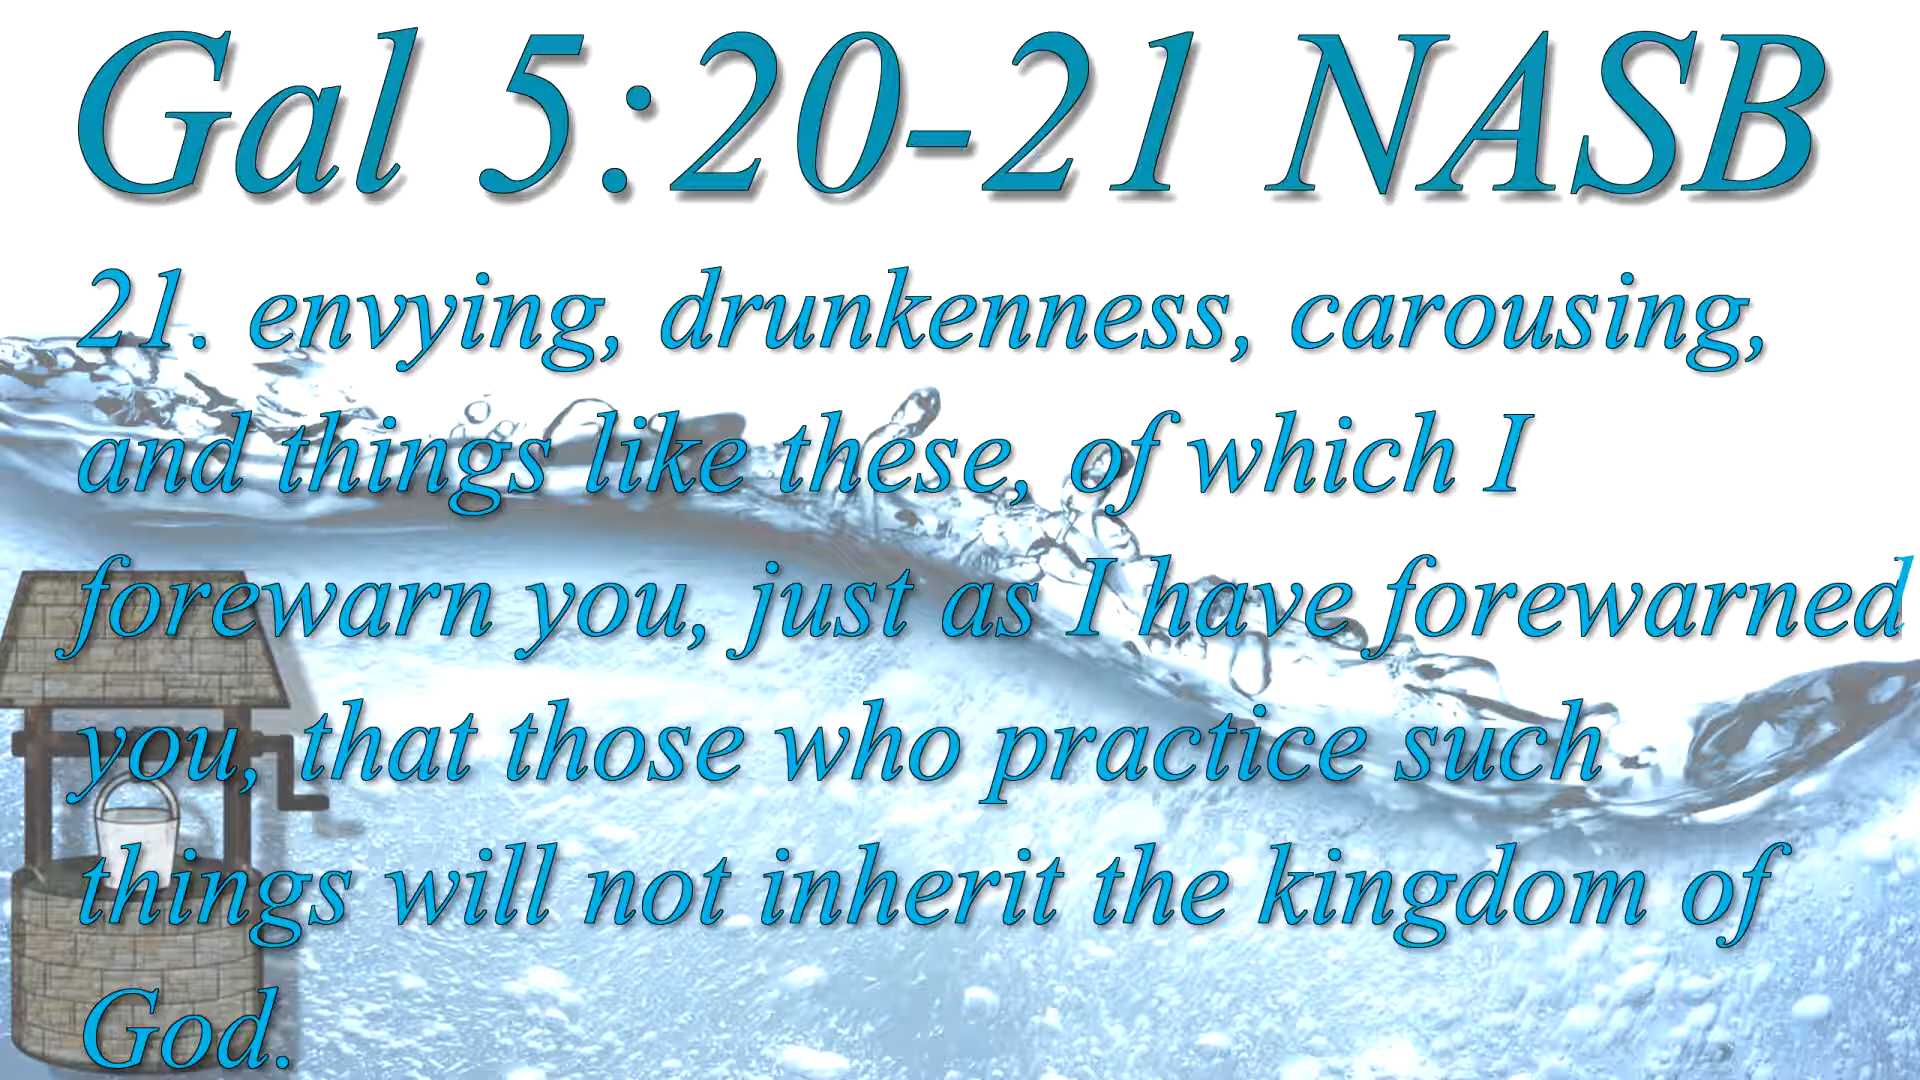 Gal 5:20-21 NASB
21. envying, drunkenness, carousing,
and things like these, of which I
forewarn you, just as I have forewarned
you, that those who practice such
things will not inherit the kingdom of
God.